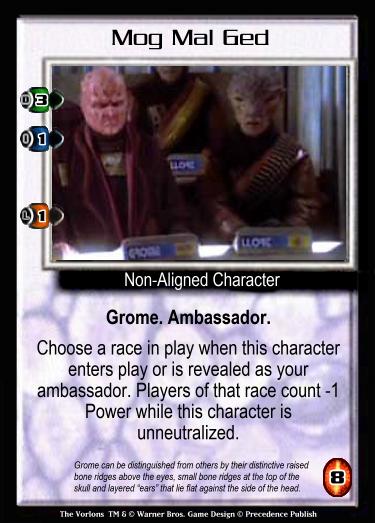 Mog Mal Ged
D 3
I 1
L 1
LLORT
GROME
LLORT
Non-Aligned Character
Grome. Ambassador.
Choose a race in play when this character
enters play or is revealed as your
ambassador. Players of that race count -1
Power while this character is
unneutralized.
Grome can be distinguished from others by their distinctive raised
bone ridges above the eyes, small bone ridges at the top of the
skull and layered "ears" that lie flat against the side of the head.
8
The Vorlons TM & © Warner Bros. Game Design © Precedence Publish